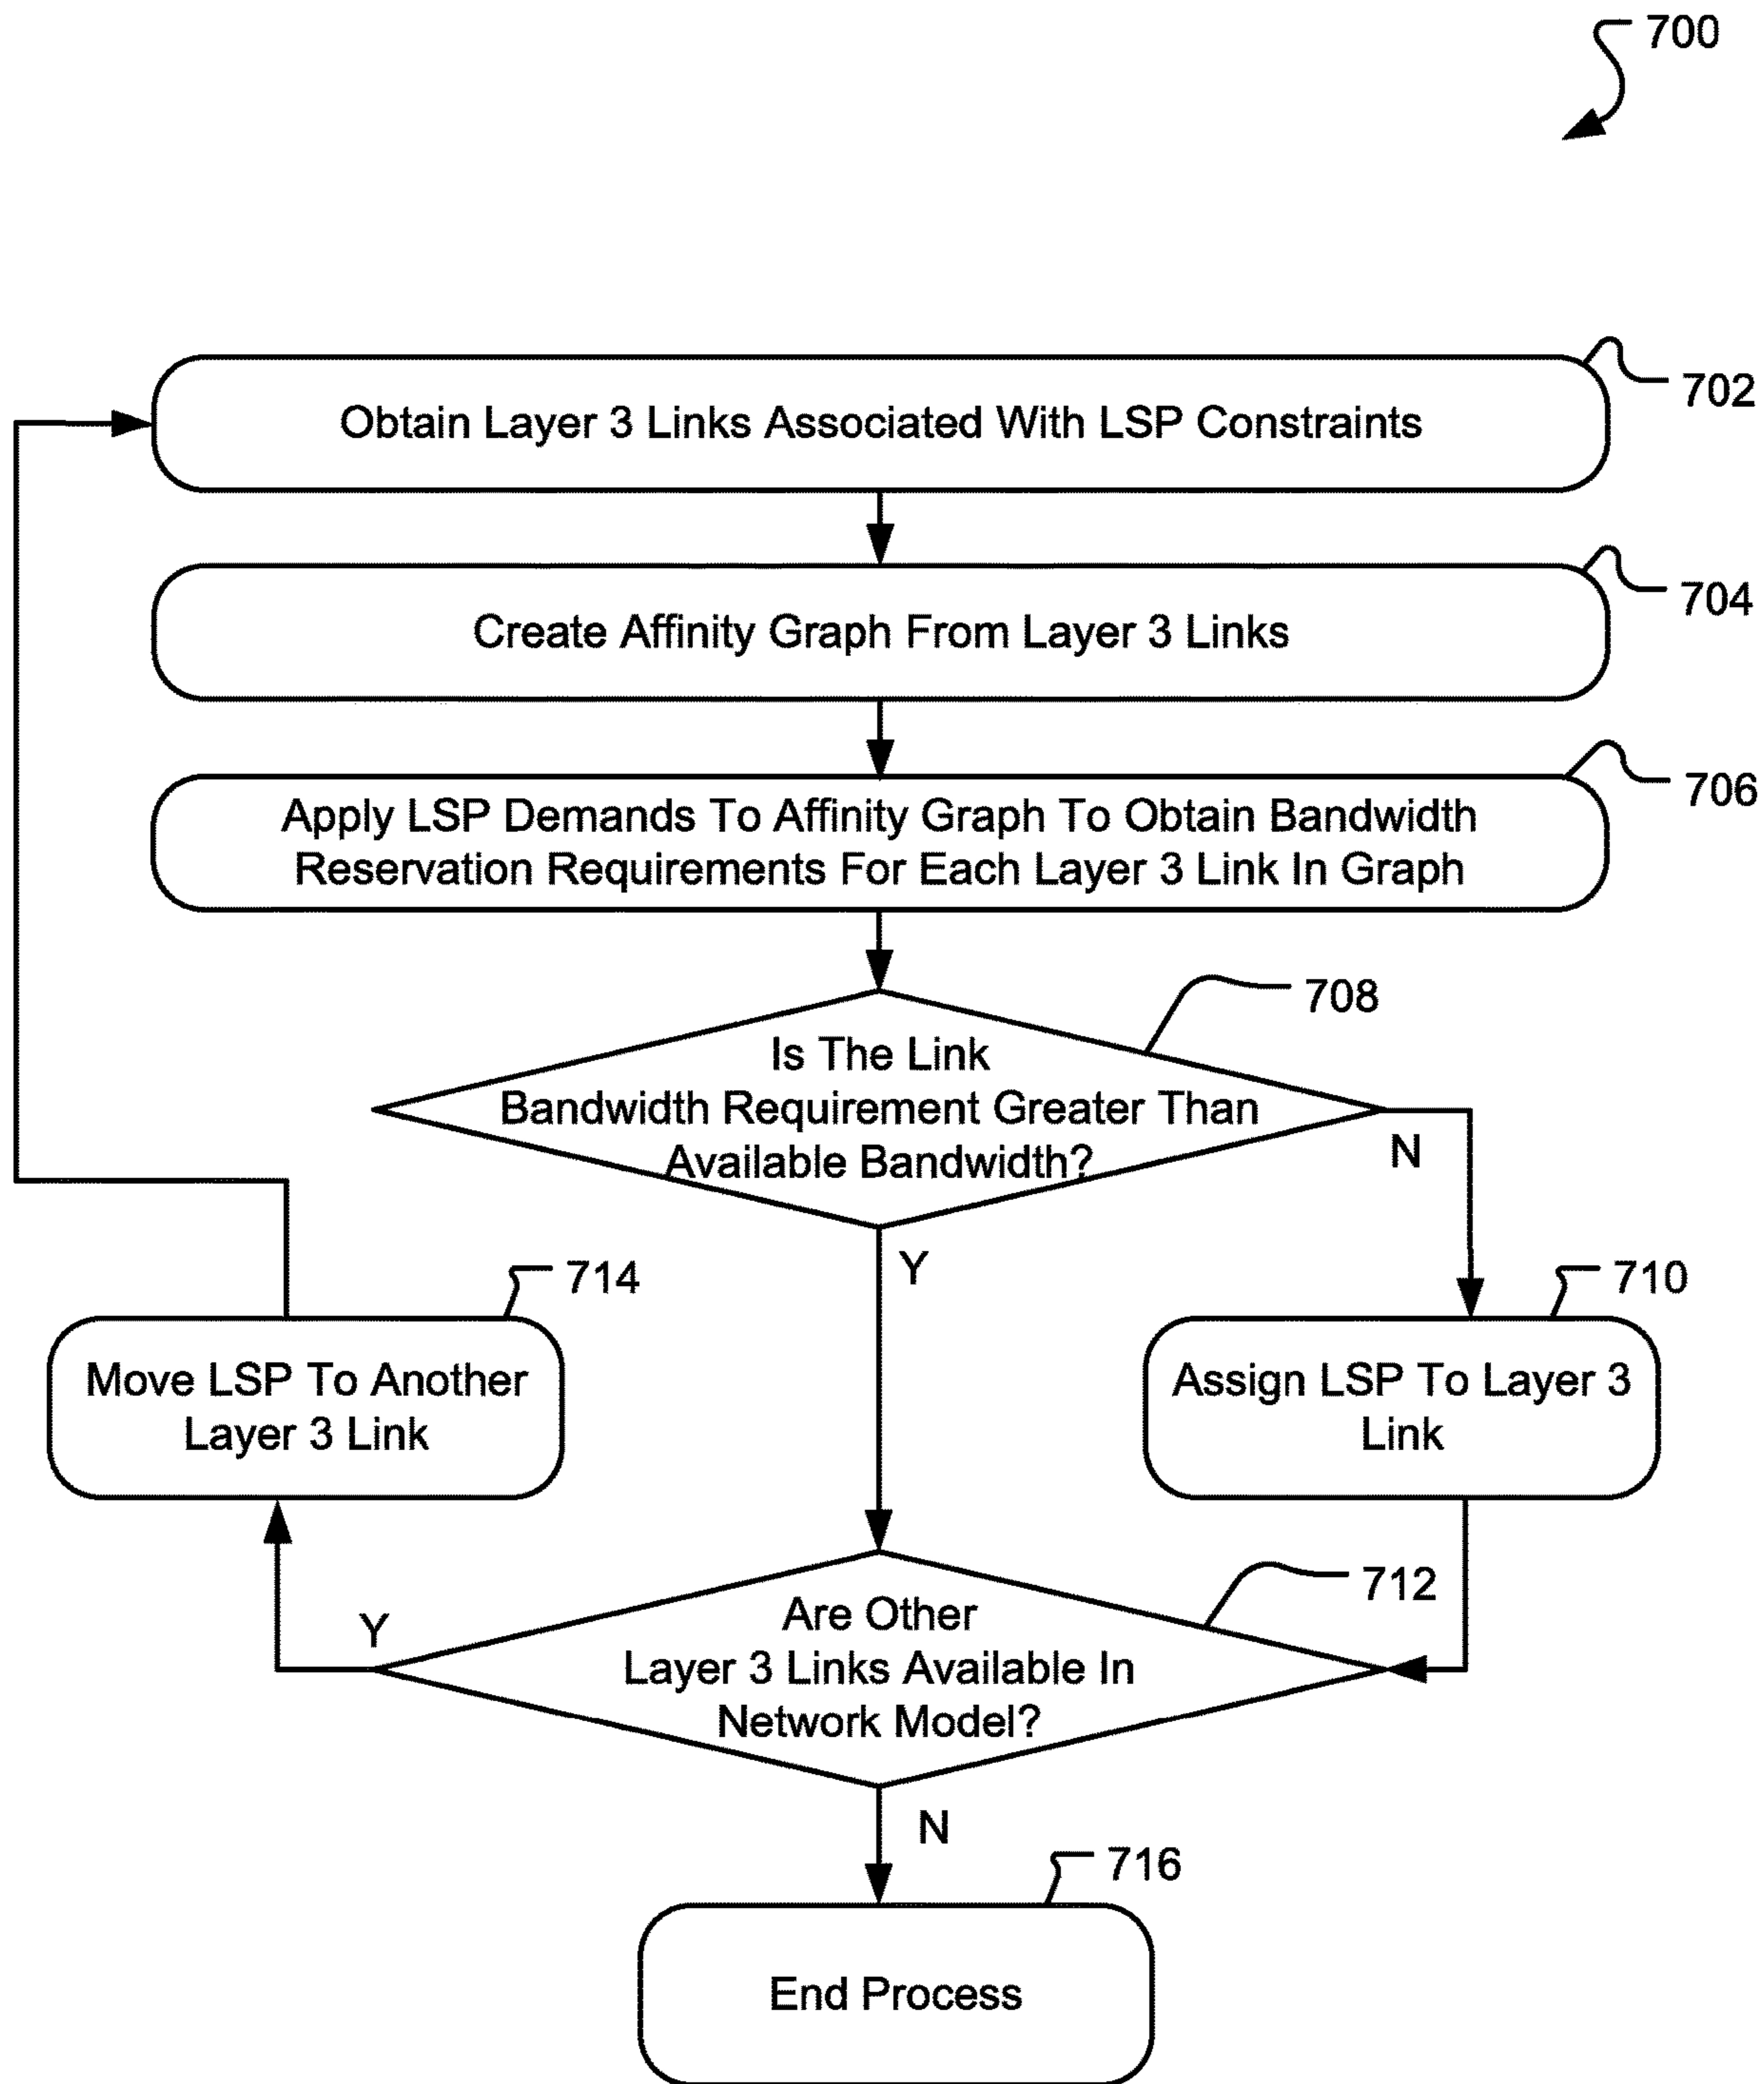 700
702
Obtain Layer 3 Links Associated With LSP Constraints
704
Create Affinity Graph From Layer 3 Links
706
Apply LSP Demands To Affinity Graph To Obtain Bandwidth
Reservation Requirements For Each Layer 3 Link In Graph
708
Is The Link
Bandwidth Requirement Greater Than
Available Bandwidth?
N
Y
714
710
Move LSP To Another
Layer 3 Link
Assign LSP To Layer 3
Link
712
Are Other
Layer 3 Links Available In
Network Model?
Y
N
716
End Process